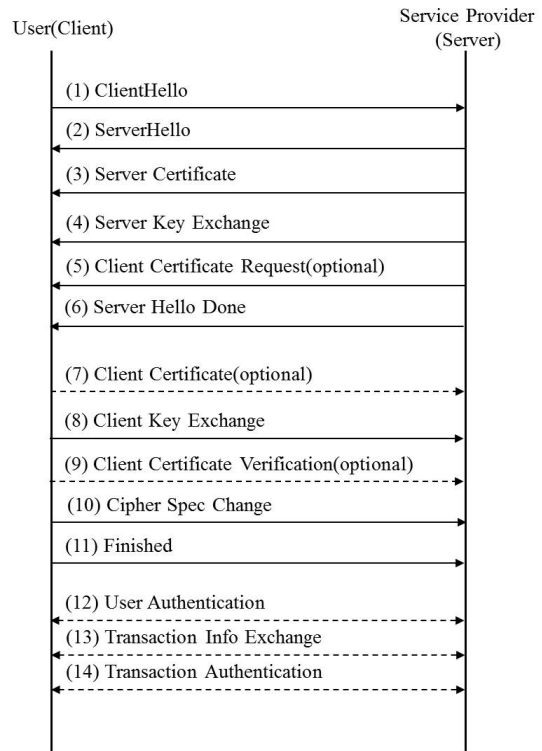 User(Client)
Service Provider
(Server)
(1) ClientHello
(2) ServerHello
(3) Server Certificate
(4) Server Key Exchange
(5) Client Certificate Request(optional)
(6) Server Hello Done
(7) Client Certificate(optional)
(8) Client Key Exchange
(9) Client Certificate Verification(optional)
(10) Cipher Spec Change
(11) Finished
(12) User Authentication
(13) Transaction Info Exchange
(14) Transaction Authentication